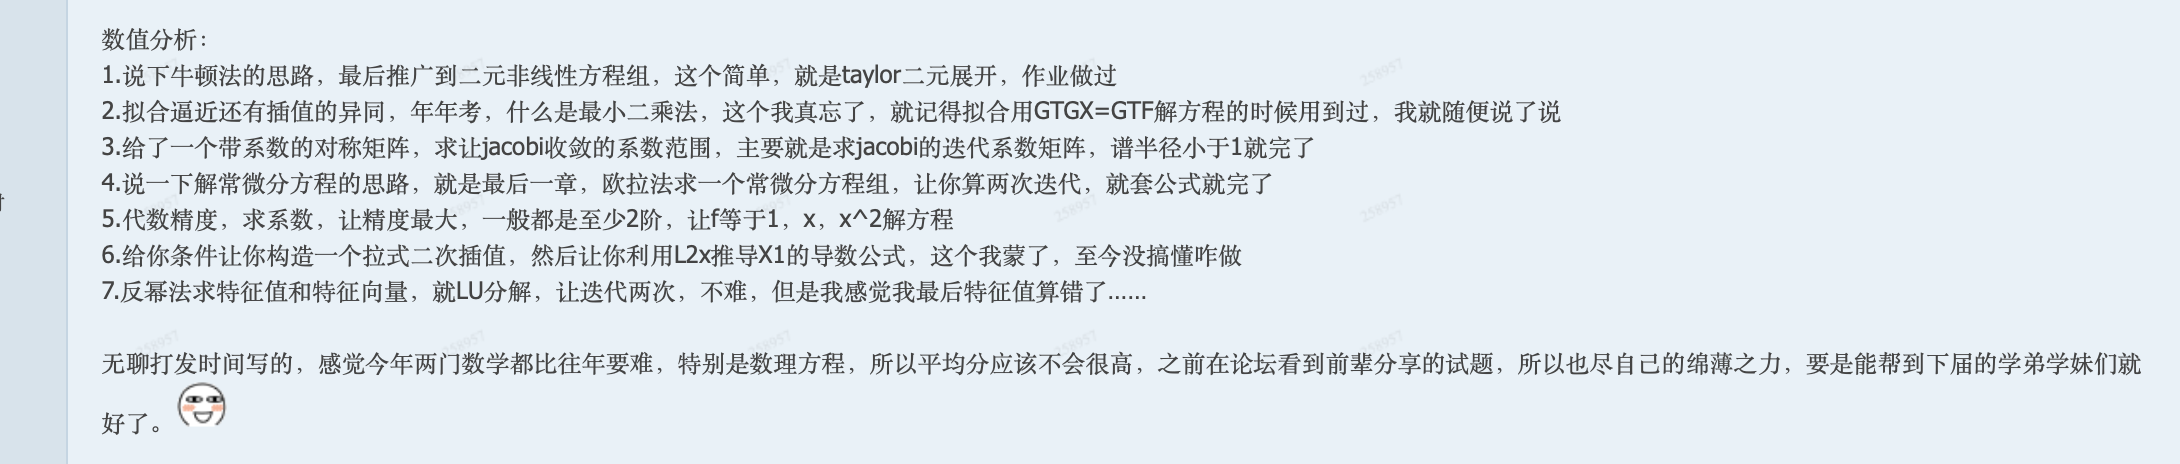 数值分析：
1.说下牛顿法的思路，最后推广到二元非线性方程组，这个简单，就是taylor二元展开，作业做过
2.拟合逼近还有插值的异同，年年考，什么是最小二乘法，这个我真忘了，就记得拟合用GTGX=GTF解方程的时候用到过，我就随便说了说
3.给了一个带系数的对称矩阵，求让jacobi收敛的系数范围，主要就是求jacobi的迭代系数矩阵，谱半径小于1就完了
4.说一下解常微分方程的思路，就是最后一章，欧拉法求一个常微分方程组，让你算两次迭代，就套公式就完了
5.代数精度，求系数，让精度最大，一般都是至少2阶，让f等于1，x，x^2解方程
6.给你条件让你构造一个拉式二次插值，然后让你利用L2x推导X1的导数公式，这个我蒙了，至今没搞懂咋做
7.反幂法求特征值和特征向量，就LU分解，让迭代两次，不难，但是我感觉我最后特征值算错了……
无聊打发时间写的，感觉今年两门数学都比往年要难，特别是数理方程，所以平均分应该不会很高，之前在论坛看到前辈分享的试题，所以也尽自己的绵薄之力，要是能帮到下届的学弟学妹们就
好了。